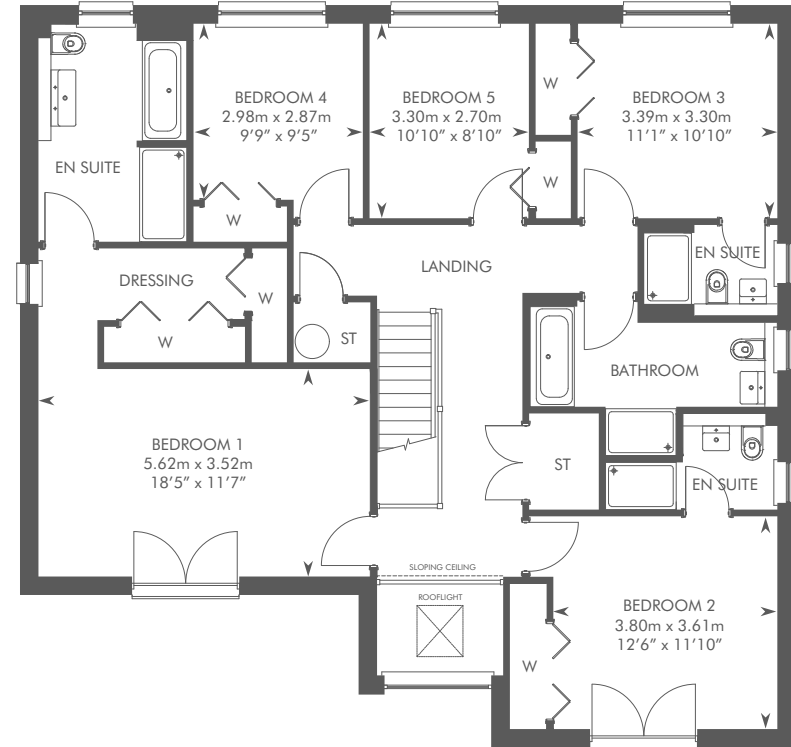 BEDROOM 4
2.98m x 2.87m
9’9” x 9’5”
BEDROOM 5
3.30m x 2.70m
10’10” x 8’10”
W
BEDROOM 3
3.39m x 3.30m
11’1” x 10’10”
EN SUITE
W
W
EN SUITE
LANDING
DRESSING
W
W
ST
BATHROOM
BEDROOM 1
5.62m x 3.52m
18’5” x 11’7”
ST
EN SUITE
SLOPING CEILING
ROOFLIGHT
BEDROOM 2
3.80m x 3.61m
12’6” x 11’10”
W